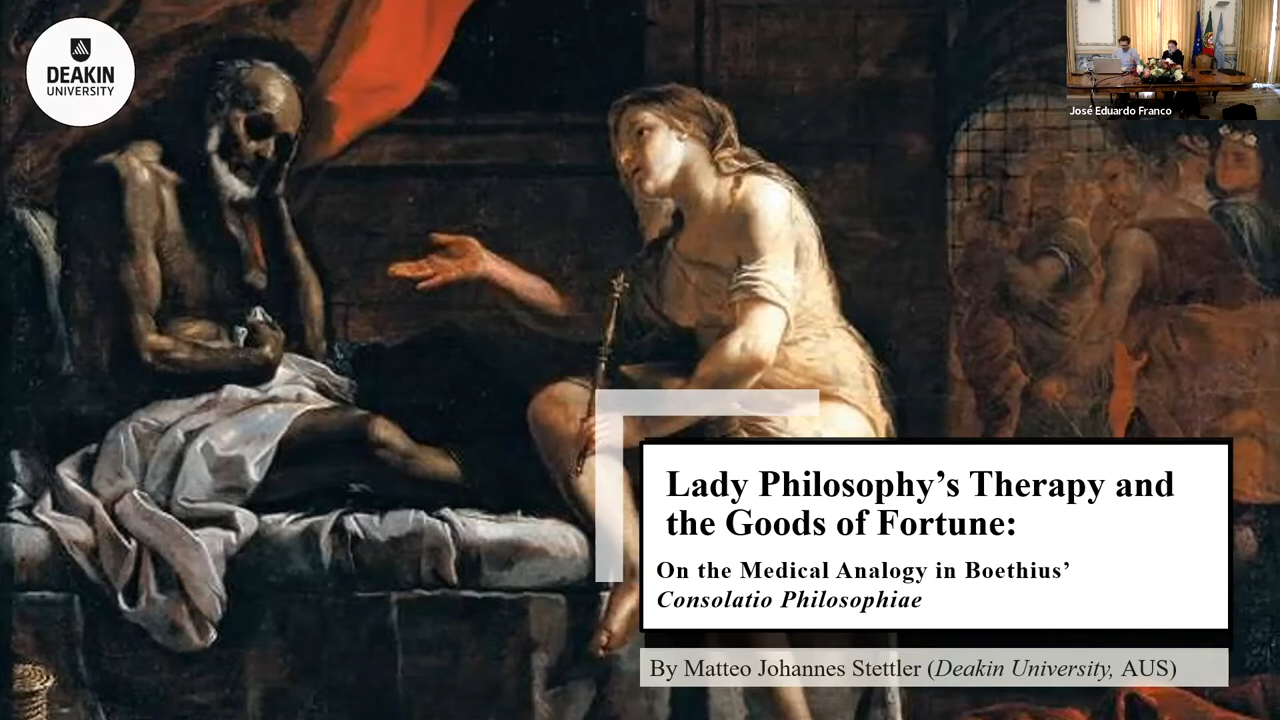 DEAKIN
UNIVERSITY
José Eduardo Franco
Lady Philosophy’s Therapy and
the Goods of Fortune:
On the Medical Analogy in Boethius’
Consolatio Philosophiae
By Matteo Johannes Stettler (Deakin University, AUS)